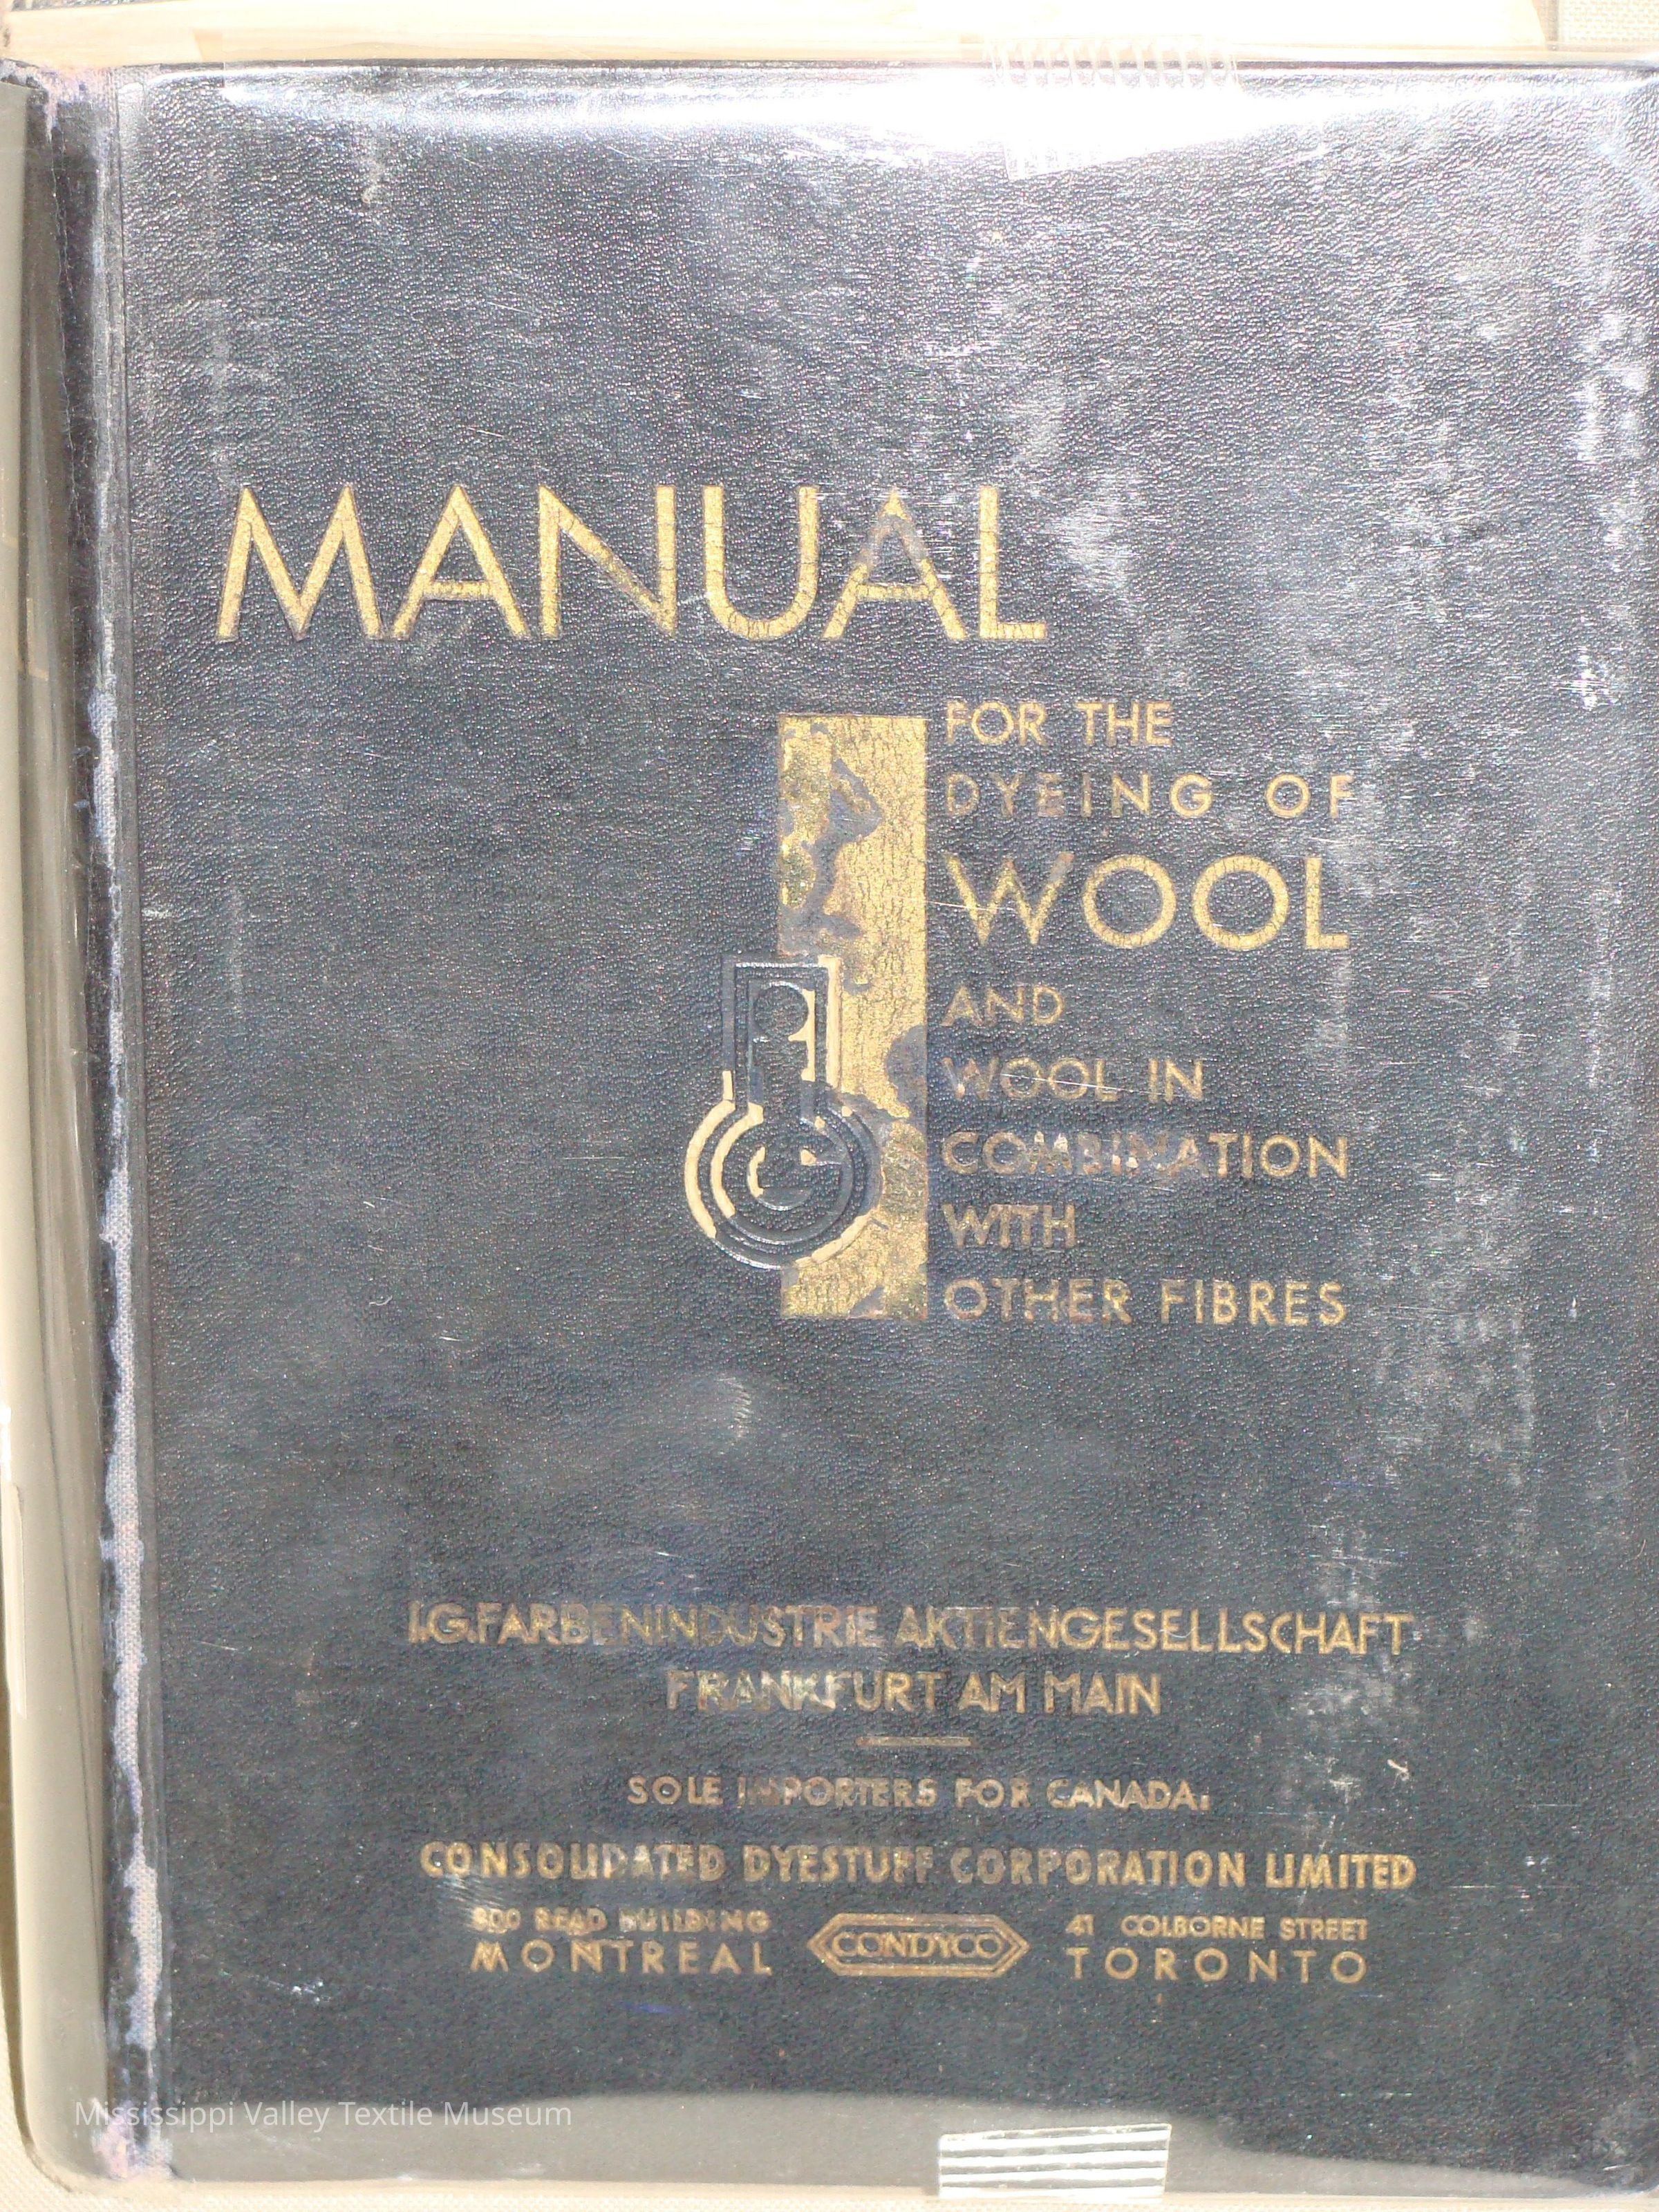 MANUAL
FOR THE
DYEING OF
WOOL
AND
WOOL IN
COMBINATION
WITH
OTHER FIBRES
IG
I.G.FARBENINDUSTRIE AKTIENGESELLSCHAFT
FRANKFURT AM MAIN
SOLE IMPORTERS FOR CANADA:
CONSOLIDATED DYESTUFF CORPORATION LIMITED
800 READ BUILDING
MONTREAL
CONDYCO
41 COLBORNE STREET
TORONTO
Mississippi Valley Textile Museum